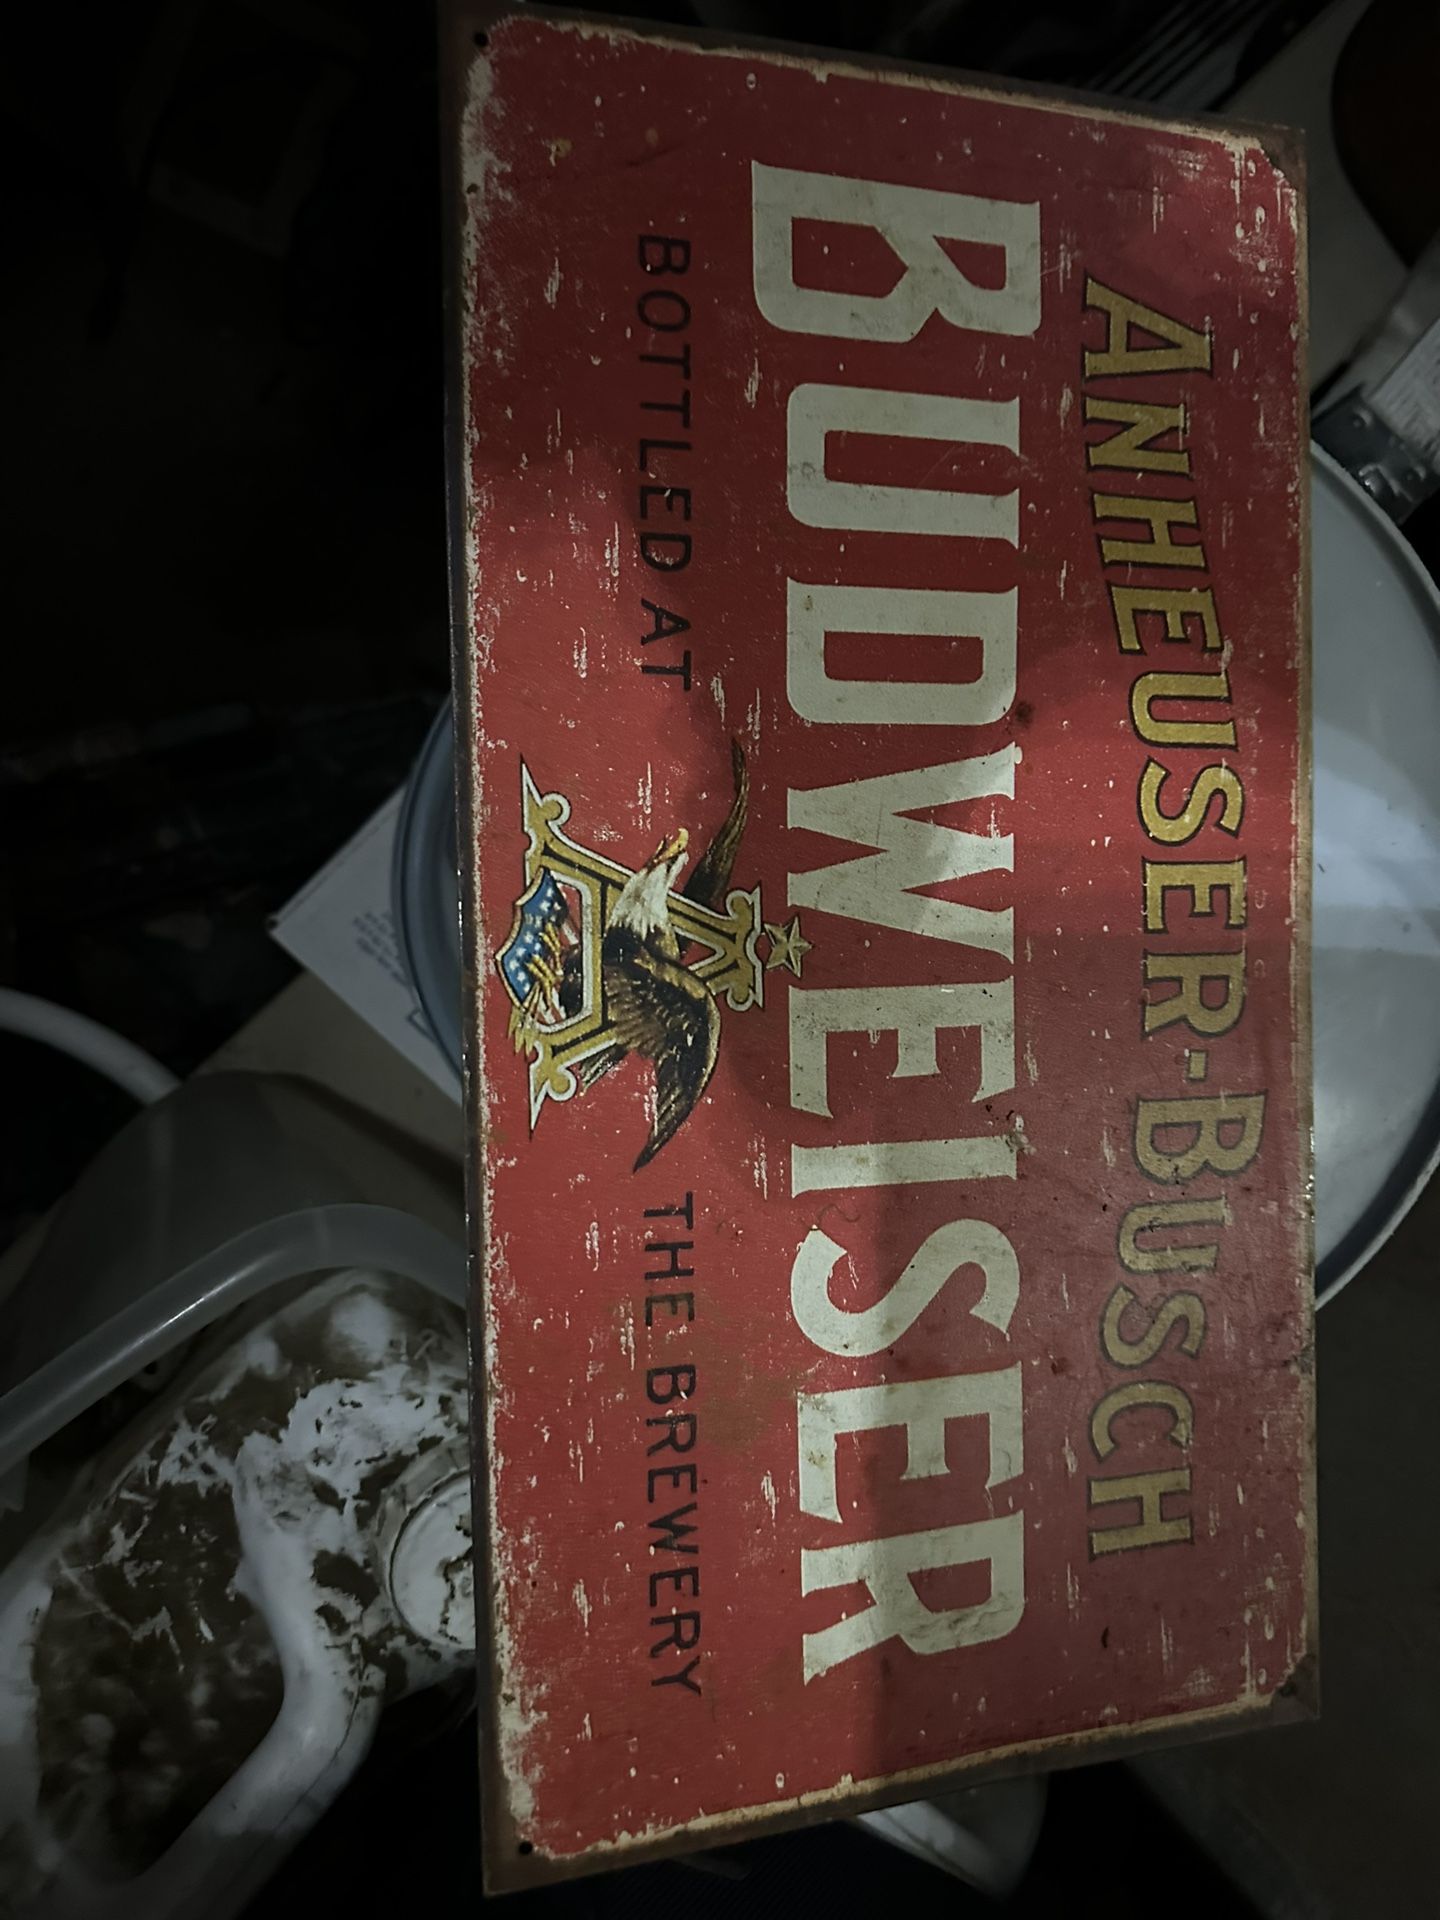 ANHEUSER-BUSCH
BUDWEISER
BOTTLED AT THE BREWERY